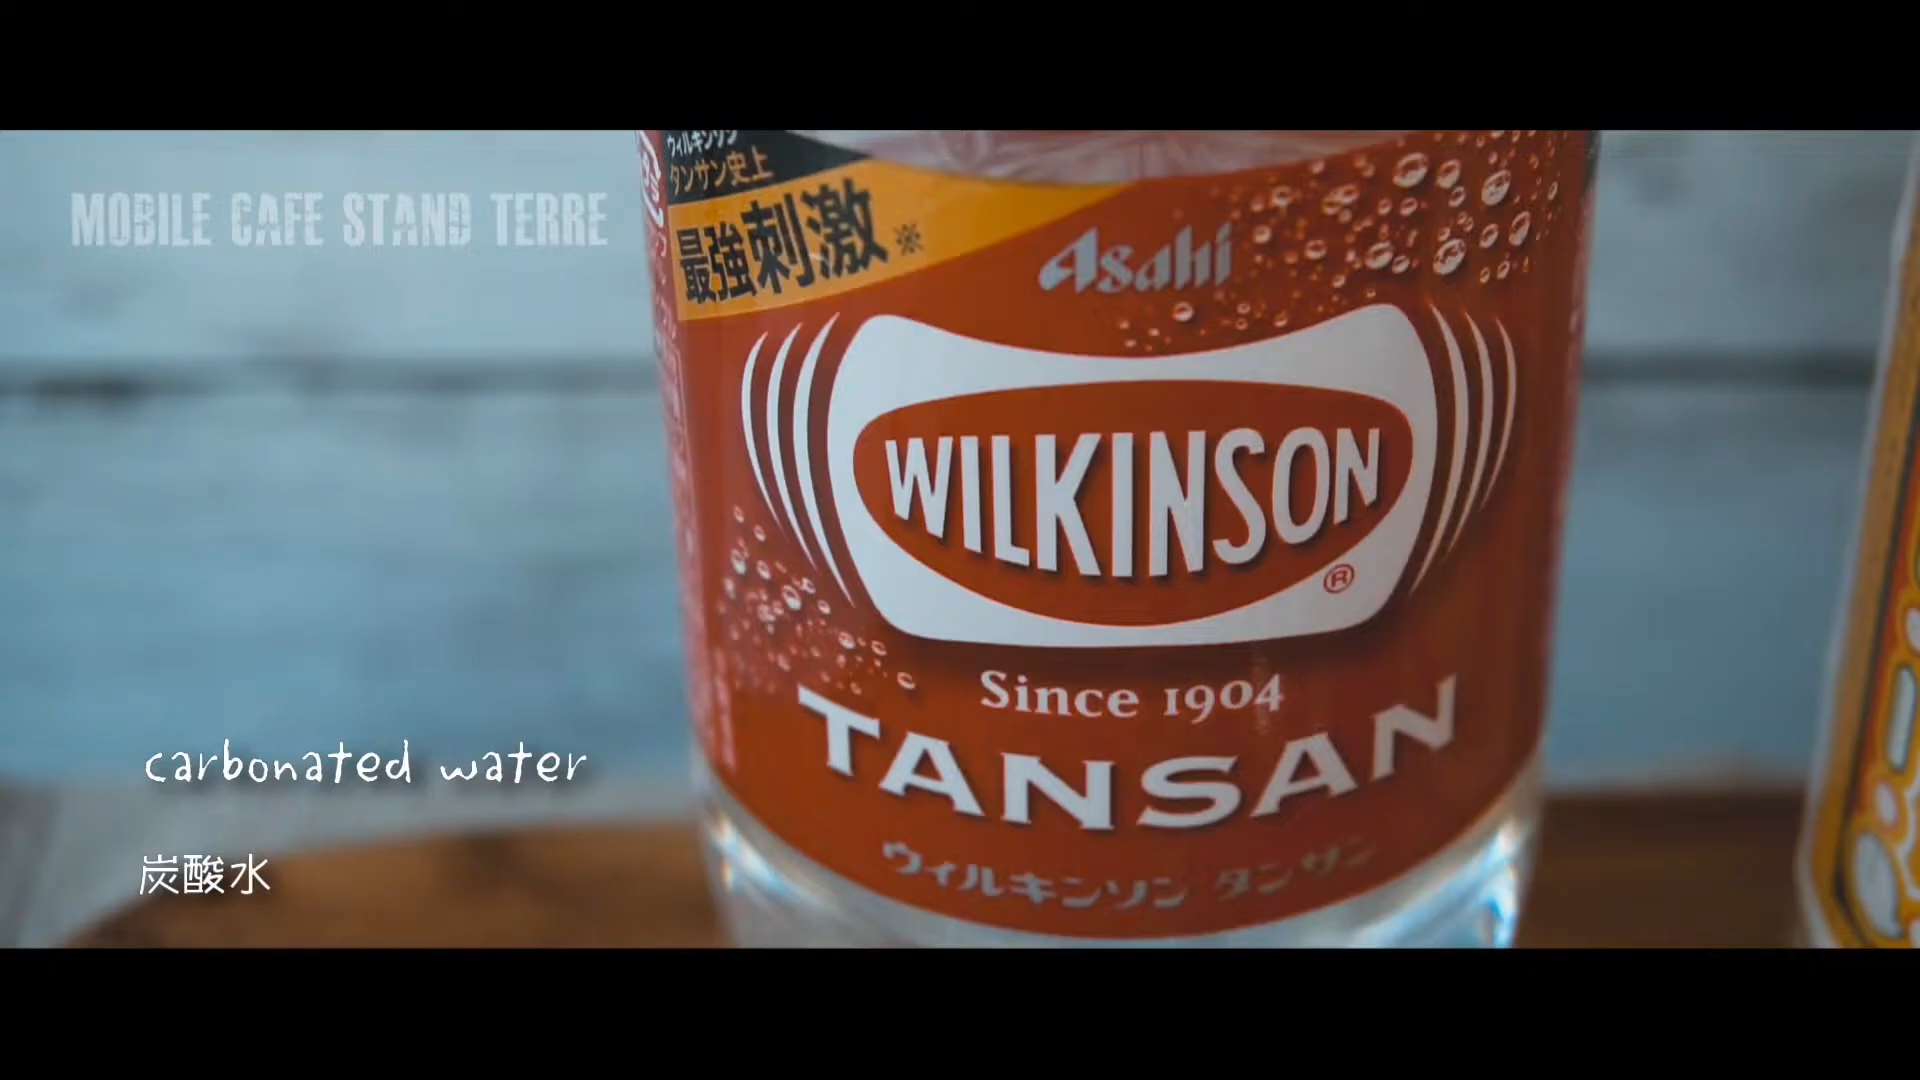 MOBILE CAFE STAND TERRE
ウィルキンソン
タンサン史上
最強刺激※
Asahi
WILKINSON
®
Since 1904
TANSAN
ウィルキンソン タンサン
carbonated water
炭酸水